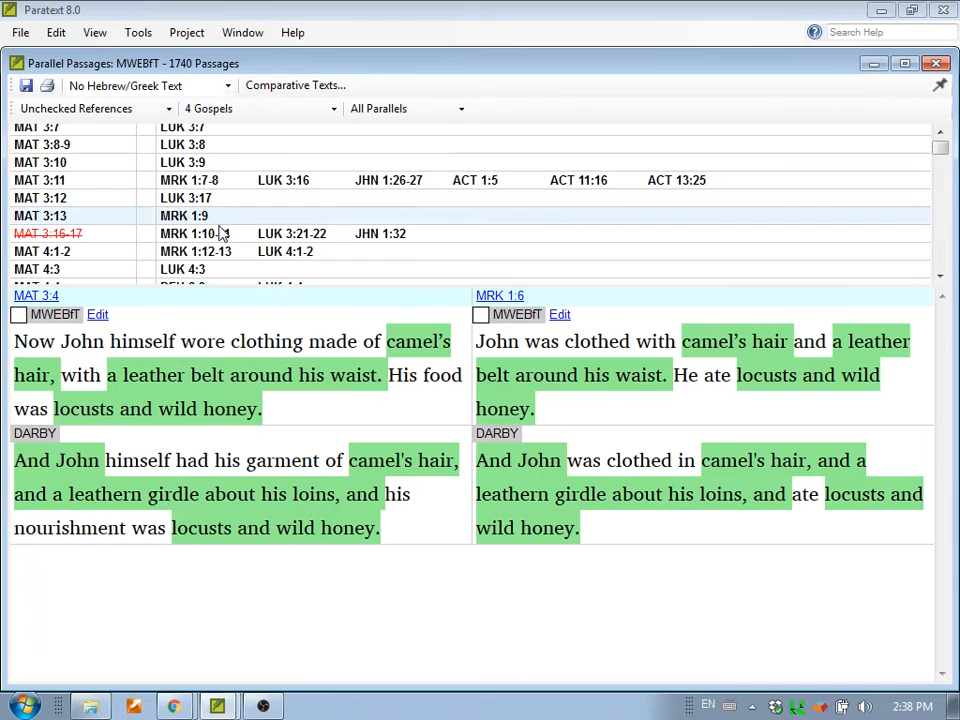 Paratext 8.0
File Edit View Tools Project Window Help Search Help
Parallel Passages: MWEBfT - 1740 Passages
No Hebrew/Greek Text Comparative Texts...
Unchecked References 4 Gospels All Parallels
MAT 3:7 LUK 3:7
MAT 3:8-9 LUK 3:8
MAT 3:10 LUK 3:9
MAT 3:11 MRK 1:7-8 LUK 3:16 JHN 1:26-27 ACT 1:5 ACT 11:16 ACT 13:25
MAT 3:12 LUK 3:17
MAT 3:13 MRK 1:9
MAT 3:16-17 MRK 1:10-11 LUK 3:21-22 JHN 1:32
MAT 4:1-2 MRK 1:12-13 LUK 4:1-2
MAT 4:3 LUK 4:3
MAT 3:4
MWEBfT Edit
Now John himself wore clothing made of camel’s
hair, with a leather belt around his waist. His food
was locusts and wild honey.
DARBY
And John himself had his garment of camel's hair,
and a leathern girdle about his loins, and his
nourishment was locusts and wild honey.
MRK 1:6
MWEBfT Edit
John was clothed with camel’s hair and a leather
belt around his waist. He ate locusts and wild
honey.
DARBY
And John was clothed in camel's hair, and a
leathern girdle about his loins, and ate locusts and
wild honey.
EN 2:38 PM